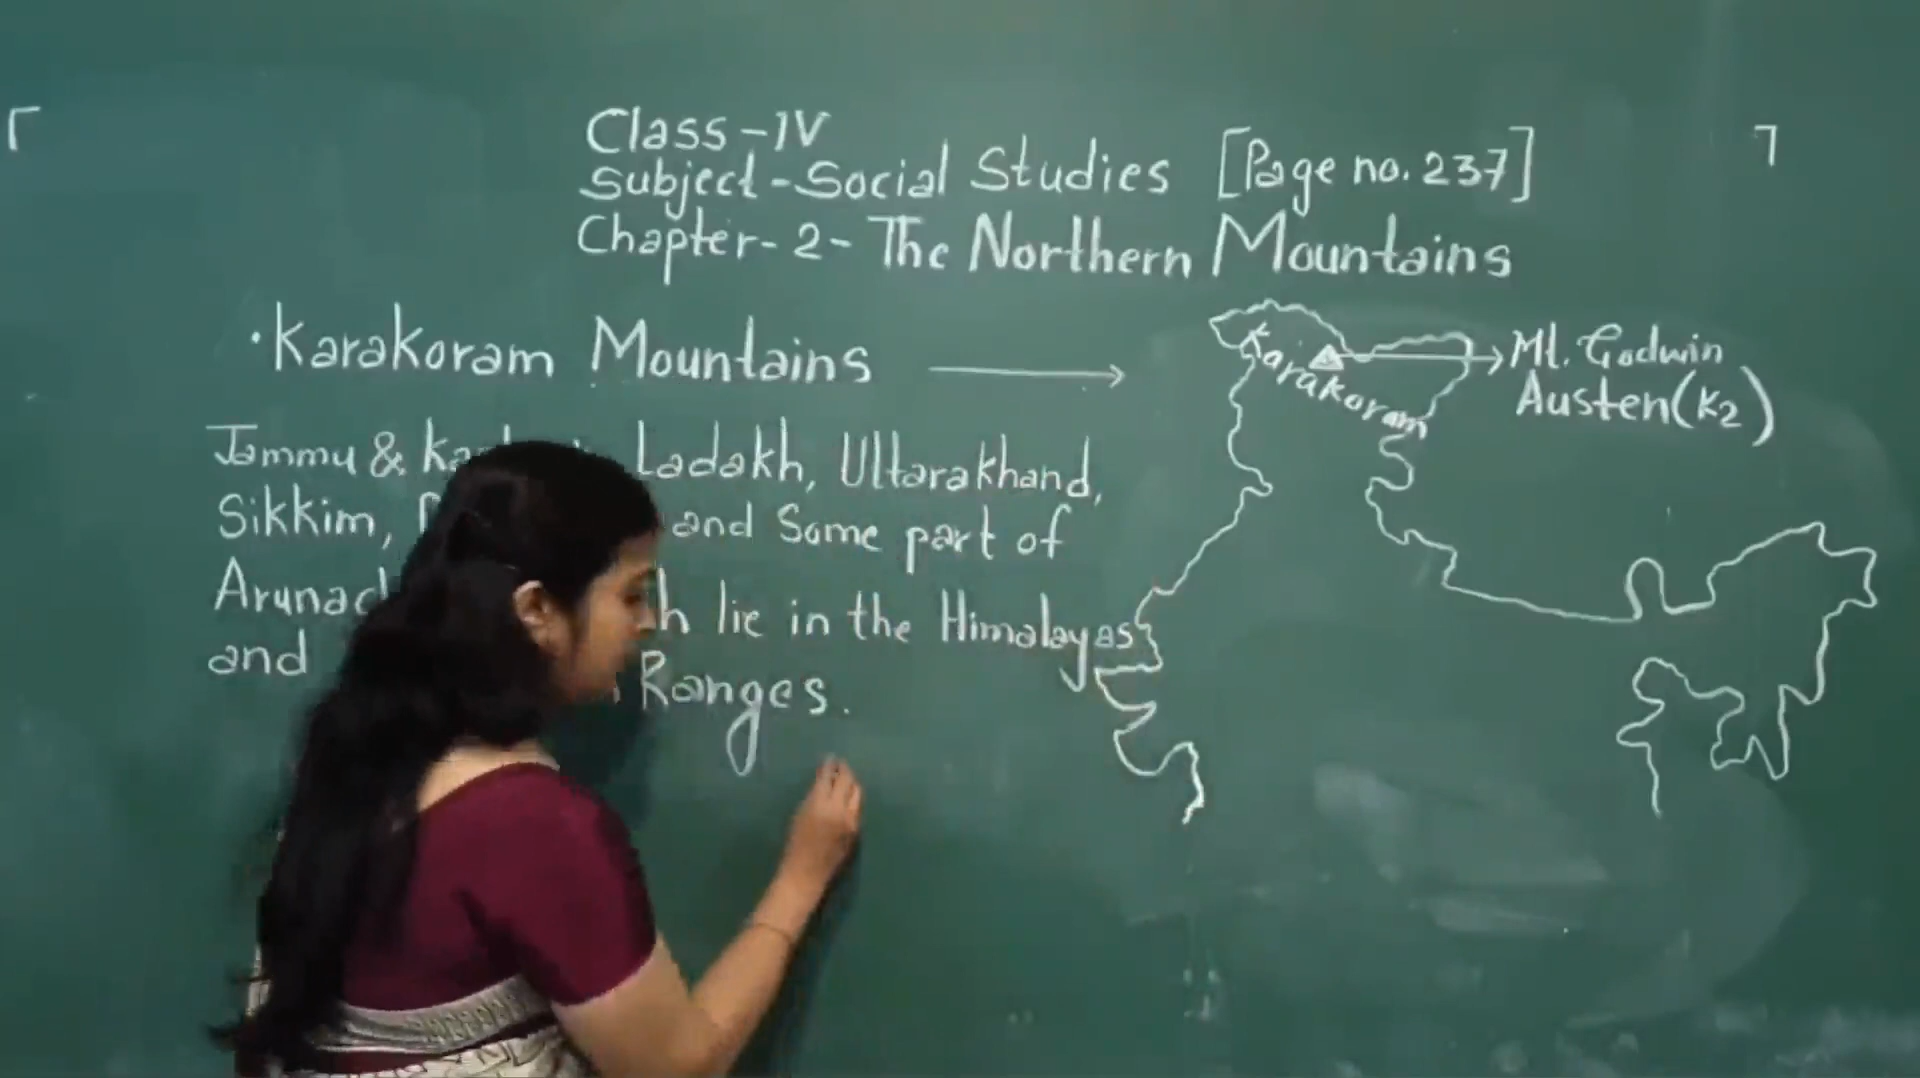 Class-IV
Subject-Social Studies [Page no. 237]
Chapter-2-The Northern Mountains
• Karakoram Mountains
Karakoram
Mt. Godwin
Austen(K2)
Jammu & Ladakh, Uttarakhand,
Sikkim, and Some part of
lie in the Himalayas
and Ranges.